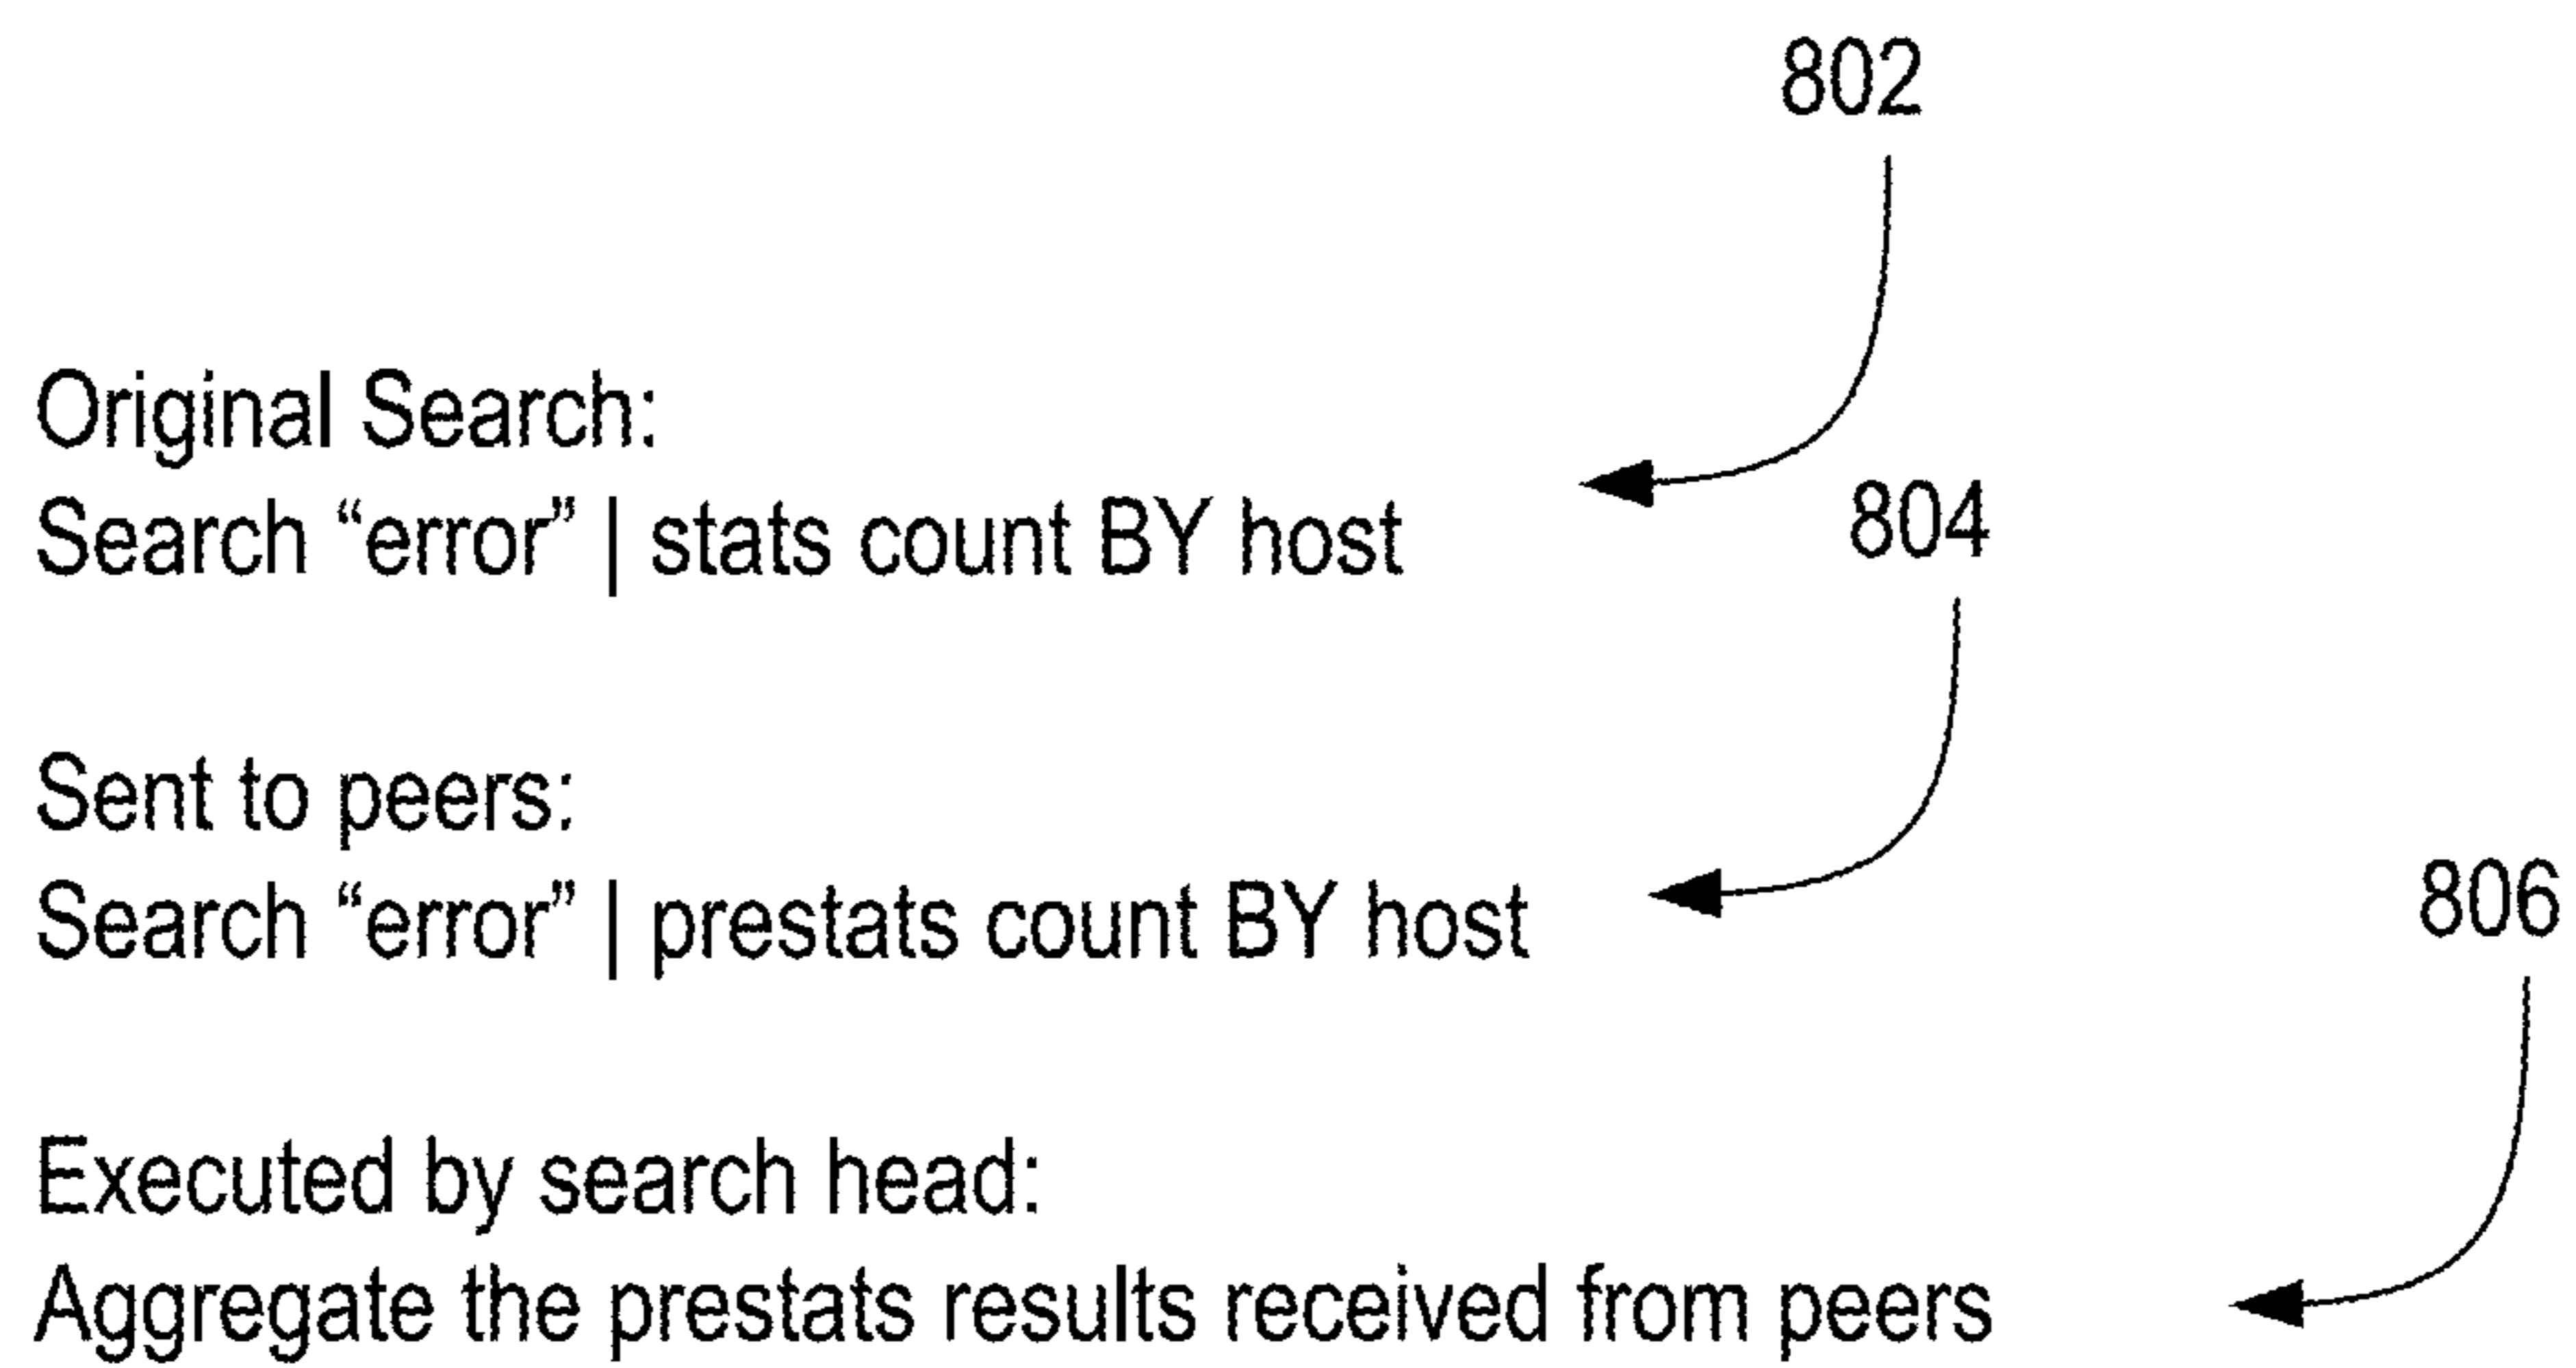 802
Original Search:
Search “error” | stats count BY host
804
Sent to peers:
Search “error” | prestats count BY host
806
Executed by search head:
Aggregate the prestats results received from peers